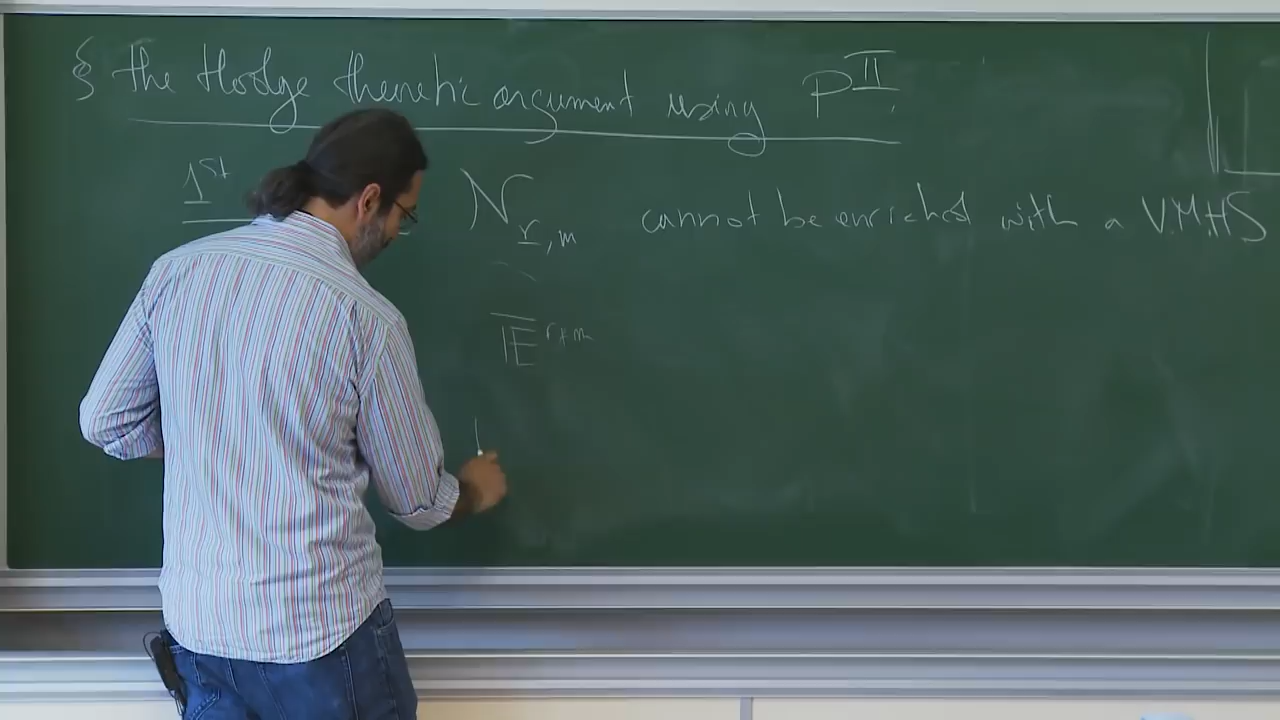 § the Hodge theoretic argument using P^II.
1st N_{r,m} cannot be enriched with a V.M.H.S
E^{r+m}